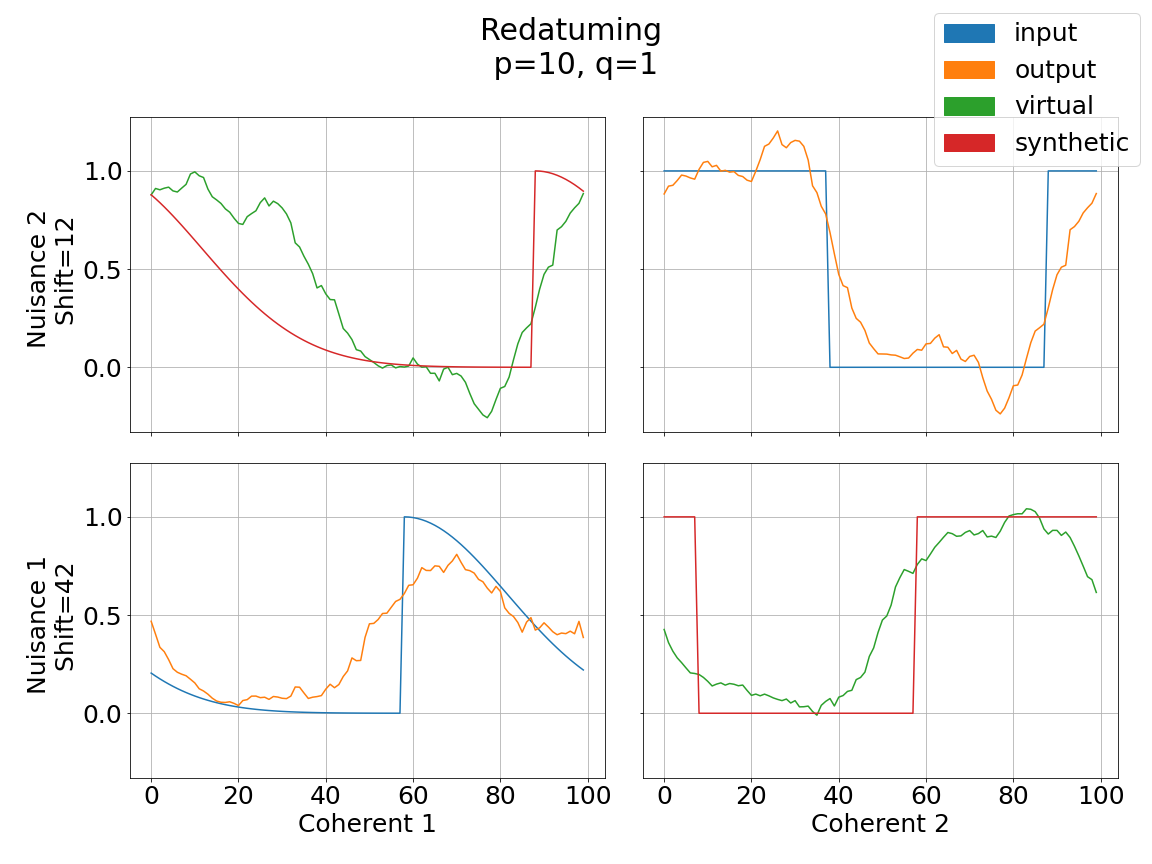 Redatuming
p=10, q=1
input
output
virtual
synthetic
Nuisance 2
Shift=12
1.0
0.5
0.0
Nuisance 1
Shift=42
1.0
0.5
0.0
0 20 40 60 80 100
Coherent 1
0 20 40 60 80 100
Coherent 2